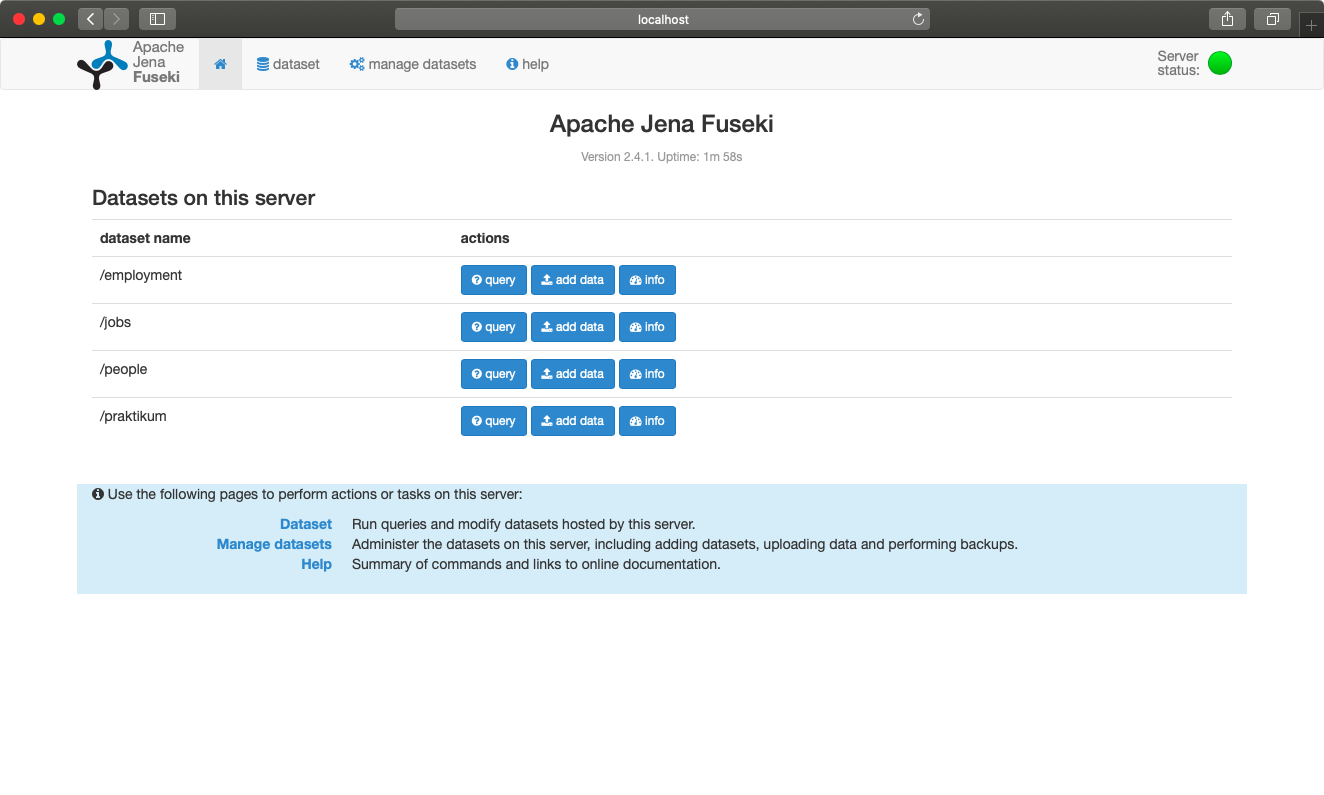 localhost
Apache
Jena
Fuseki
dataset
manage datasets
help
Server
status:
Apache Jena Fuseki
Version 2.4.1. Uptime: 1m 58s
Datasets on this server
dataset name actions
/employment query add data info
/jobs query add data info
/people query add data info
/praktikum query add data info
Use the following pages to perform actions or tasks on this server:
Dataset Run queries and modify datasets hosted by this server.
Manage datasets Administer the datasets on this server, including adding datasets, uploading data and performing backups.
Help Summary of commands and links to online documentation.